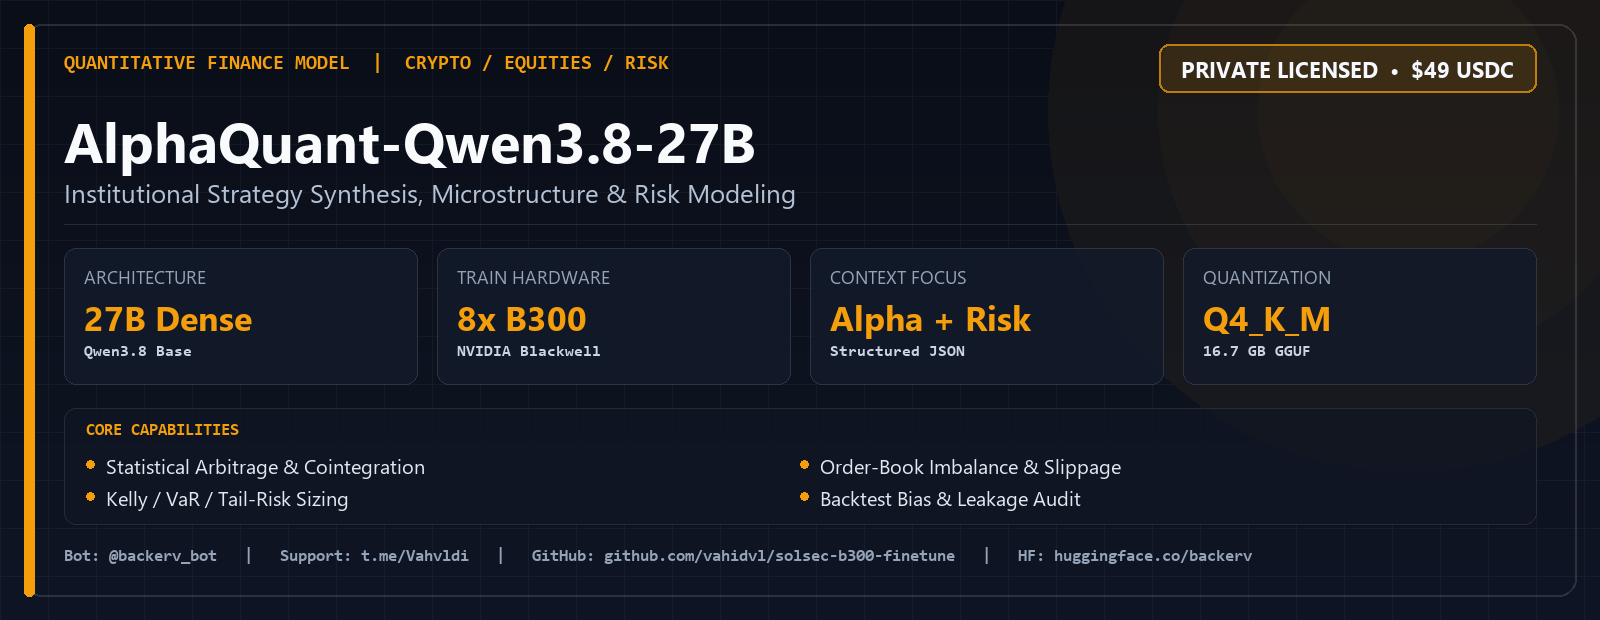 QUANTITATIVE FINANCE MODEL | CRYPTO / EQUITIES / RISK
PRIVATE LICENSED • $49 USDC
AlphaQuant-Qwen3.8-27B
Institutional Strategy Synthesis, Microstructure & Risk Modeling
ARCHITECTURE
27B Dense
Qwen3.8 Base
TRAIN HARDWARE
8x B300
NVIDIA Blackwell
CONTEXT FOCUS
Alpha + Risk
Structured JSON
QUANTIZATION
Q4_K_M
16.7 GB GGUF
CORE CAPABILITIES
• Statistical Arbitrage & Cointegration
• Kelly / VaR / Tail-Risk Sizing
• Order-Book Imbalance & Slippage
• Backtest Bias & Leakage Audit
Bot: @backerv_bot | Support: t.me/Vahvldi | GitHub: github.com/vahidvl/solsec-b300-finetune | HF: huggingface.co/backerv